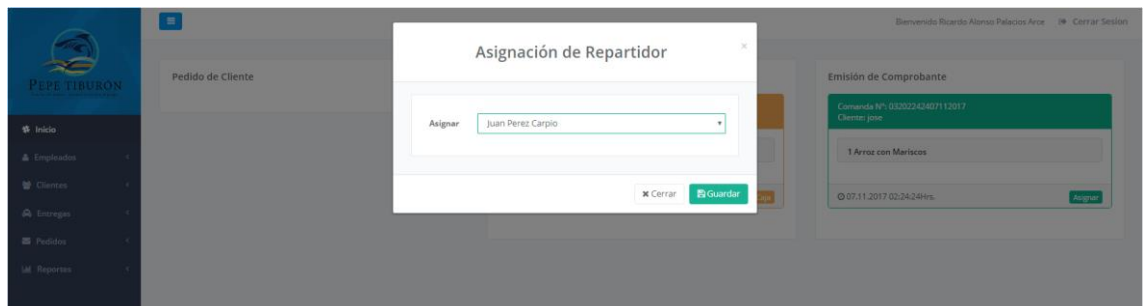 Bienvenido Ricardo Alonso Palacios Arce
Cerrar Sesion
PEPE TIBURÓN
Inicio
Empleados
Clientes
Entregas
Pedidos
Reportes
Pedido de Cliente
Asignación de Repartidor
×
Asignar
Juan Perez Carpio
Cerrar
Guardar
Caja
Emisión de Comprobante
Comanda N°: 03202242407112017
Cliente: jose
1 Arroz con Mariscos
07.11.2017 02:24:24Hrs.
Asignar